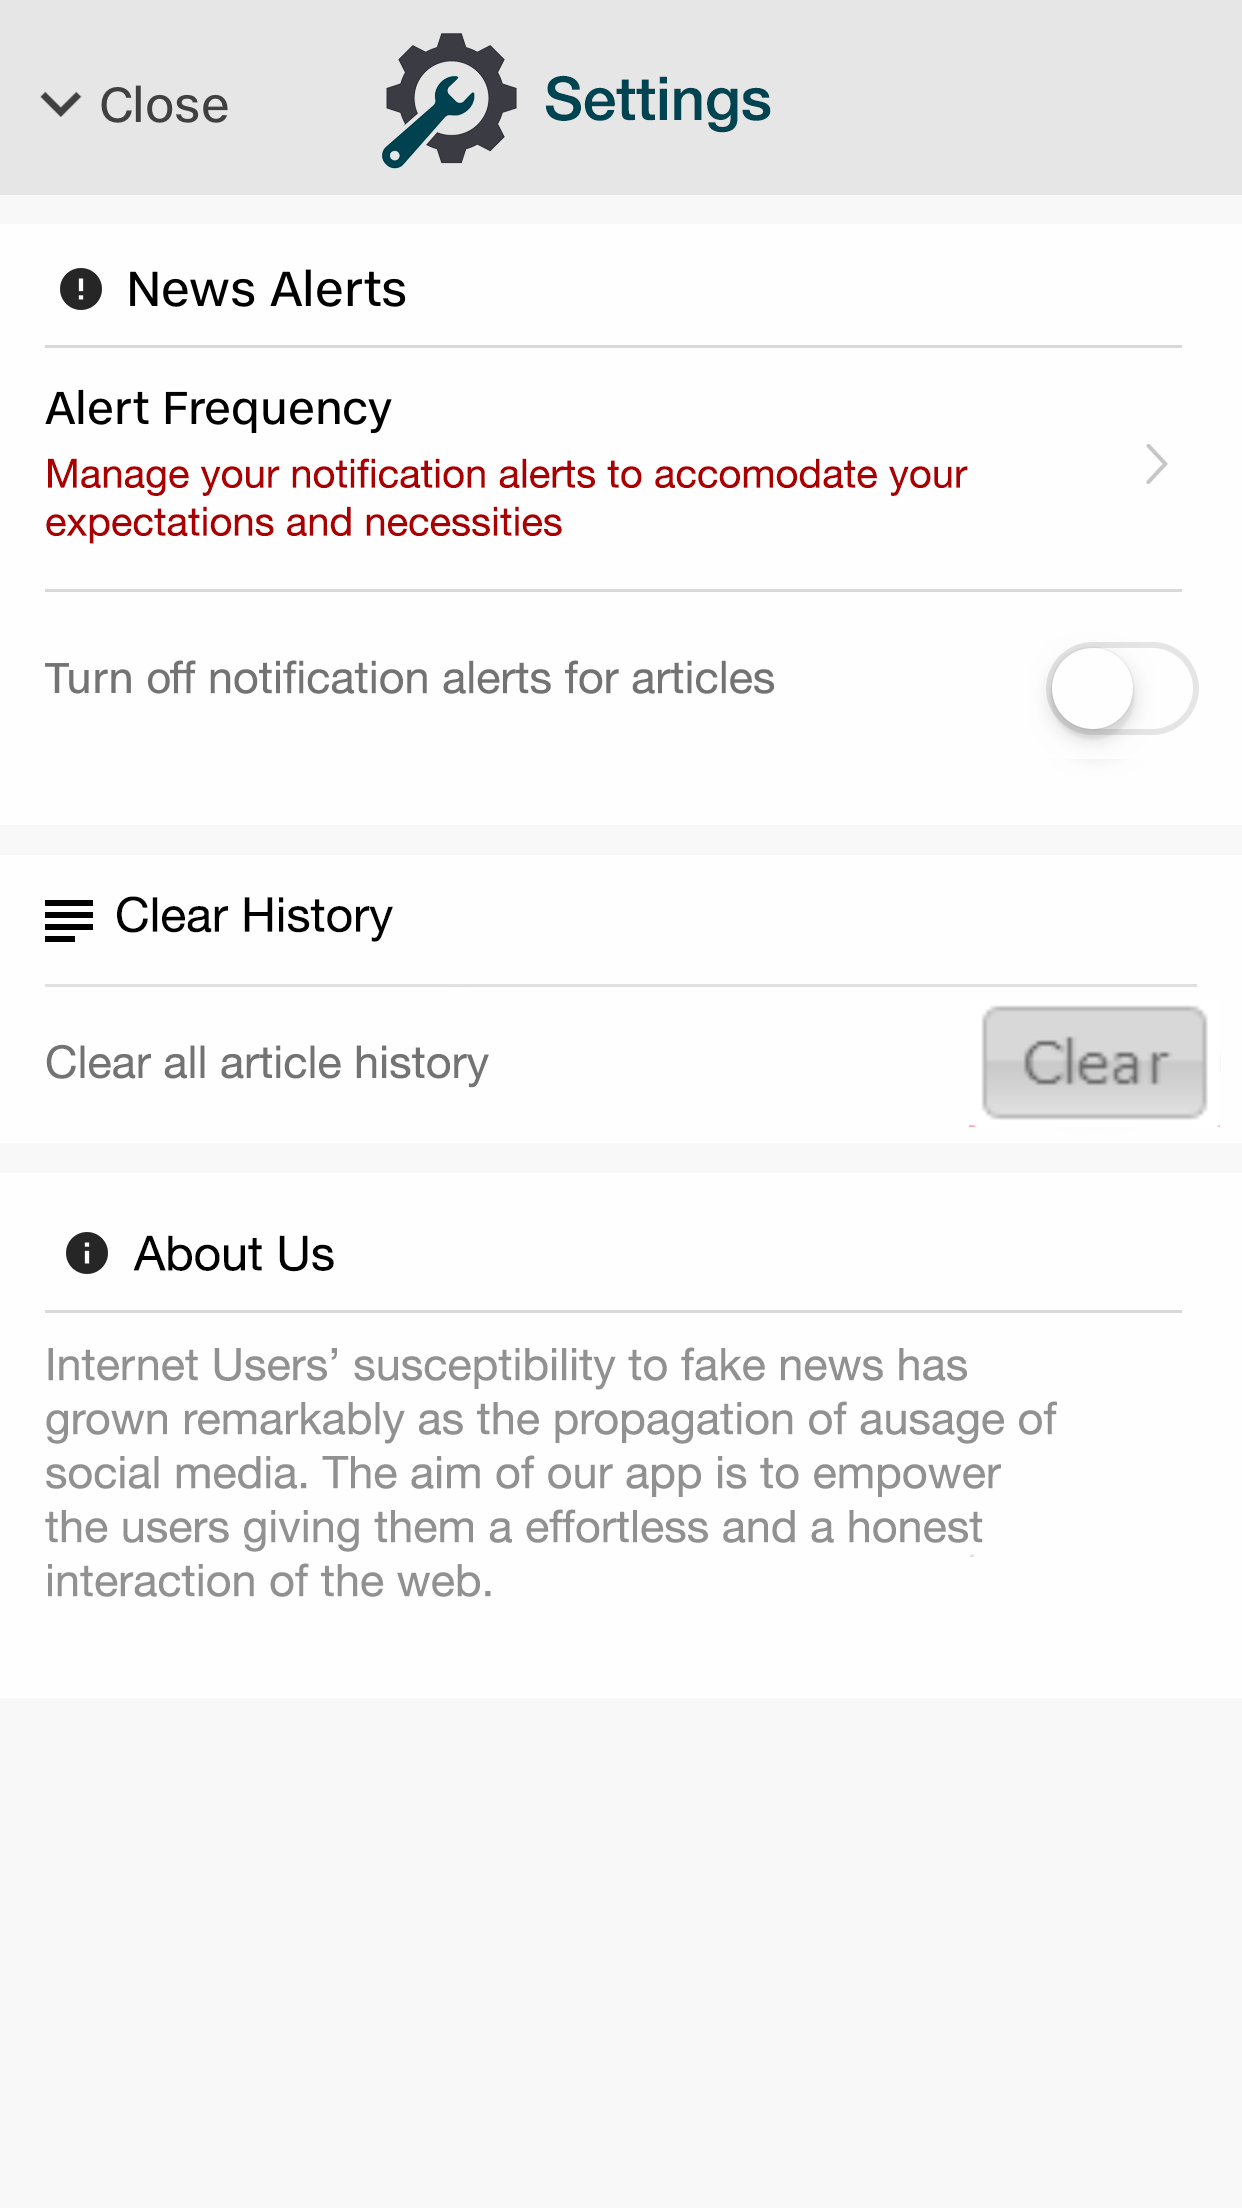 Close
Settings
News Alerts
Alert Frequency
Manage your notification alerts to accomodate your
expectations and necessities
Turn off notification alerts for articles
Clear History
Clear all article history
Clear
About Us
Internet Users’ susceptibility to fake news has
grown remarkably as the propagation of ausage of
social media. The aim of our app is to empower
the users giving them a effortless and a honest
interaction of the web.